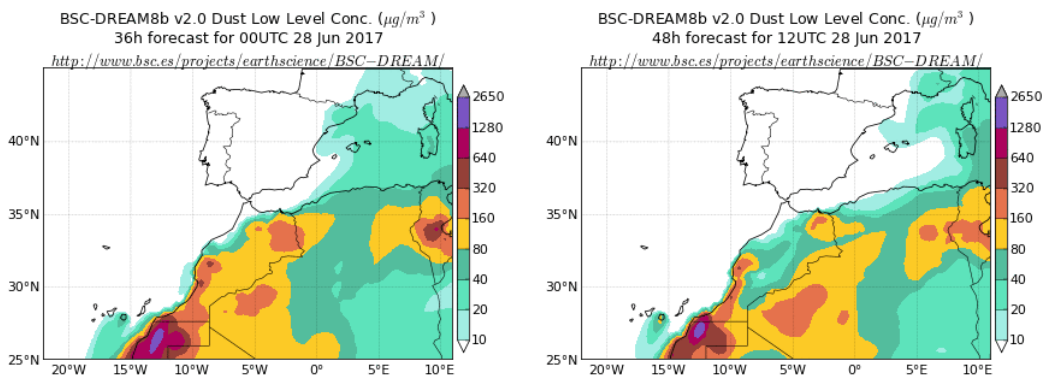 BSC-DREAM8b v2.0 Dust Low Level Conc. (μg/m³ )
36h forecast for 00UTC 28 Jun 2017
http://www.bsc.es/projects/earthscience/BSC−DREAM/
2650
1280
640
320
160
80
40
20
10
40°N
35°N
30°N
25°N
20°W
15°W
10°W
5°W
0°
5°E
10°E
BSC-DREAM8b v2.0 Dust Low Level Conc. (μg/m³ )
48h forecast for 12UTC 28 Jun 2017
http://www.bsc.es/projects/earthscience/BSC−DREAM/
2650
1280
640
320
160
80
40
20
10
40°N
35°N
30°N
25°N
20°W
15°W
10°W
5°W
0°
5°E
10°E